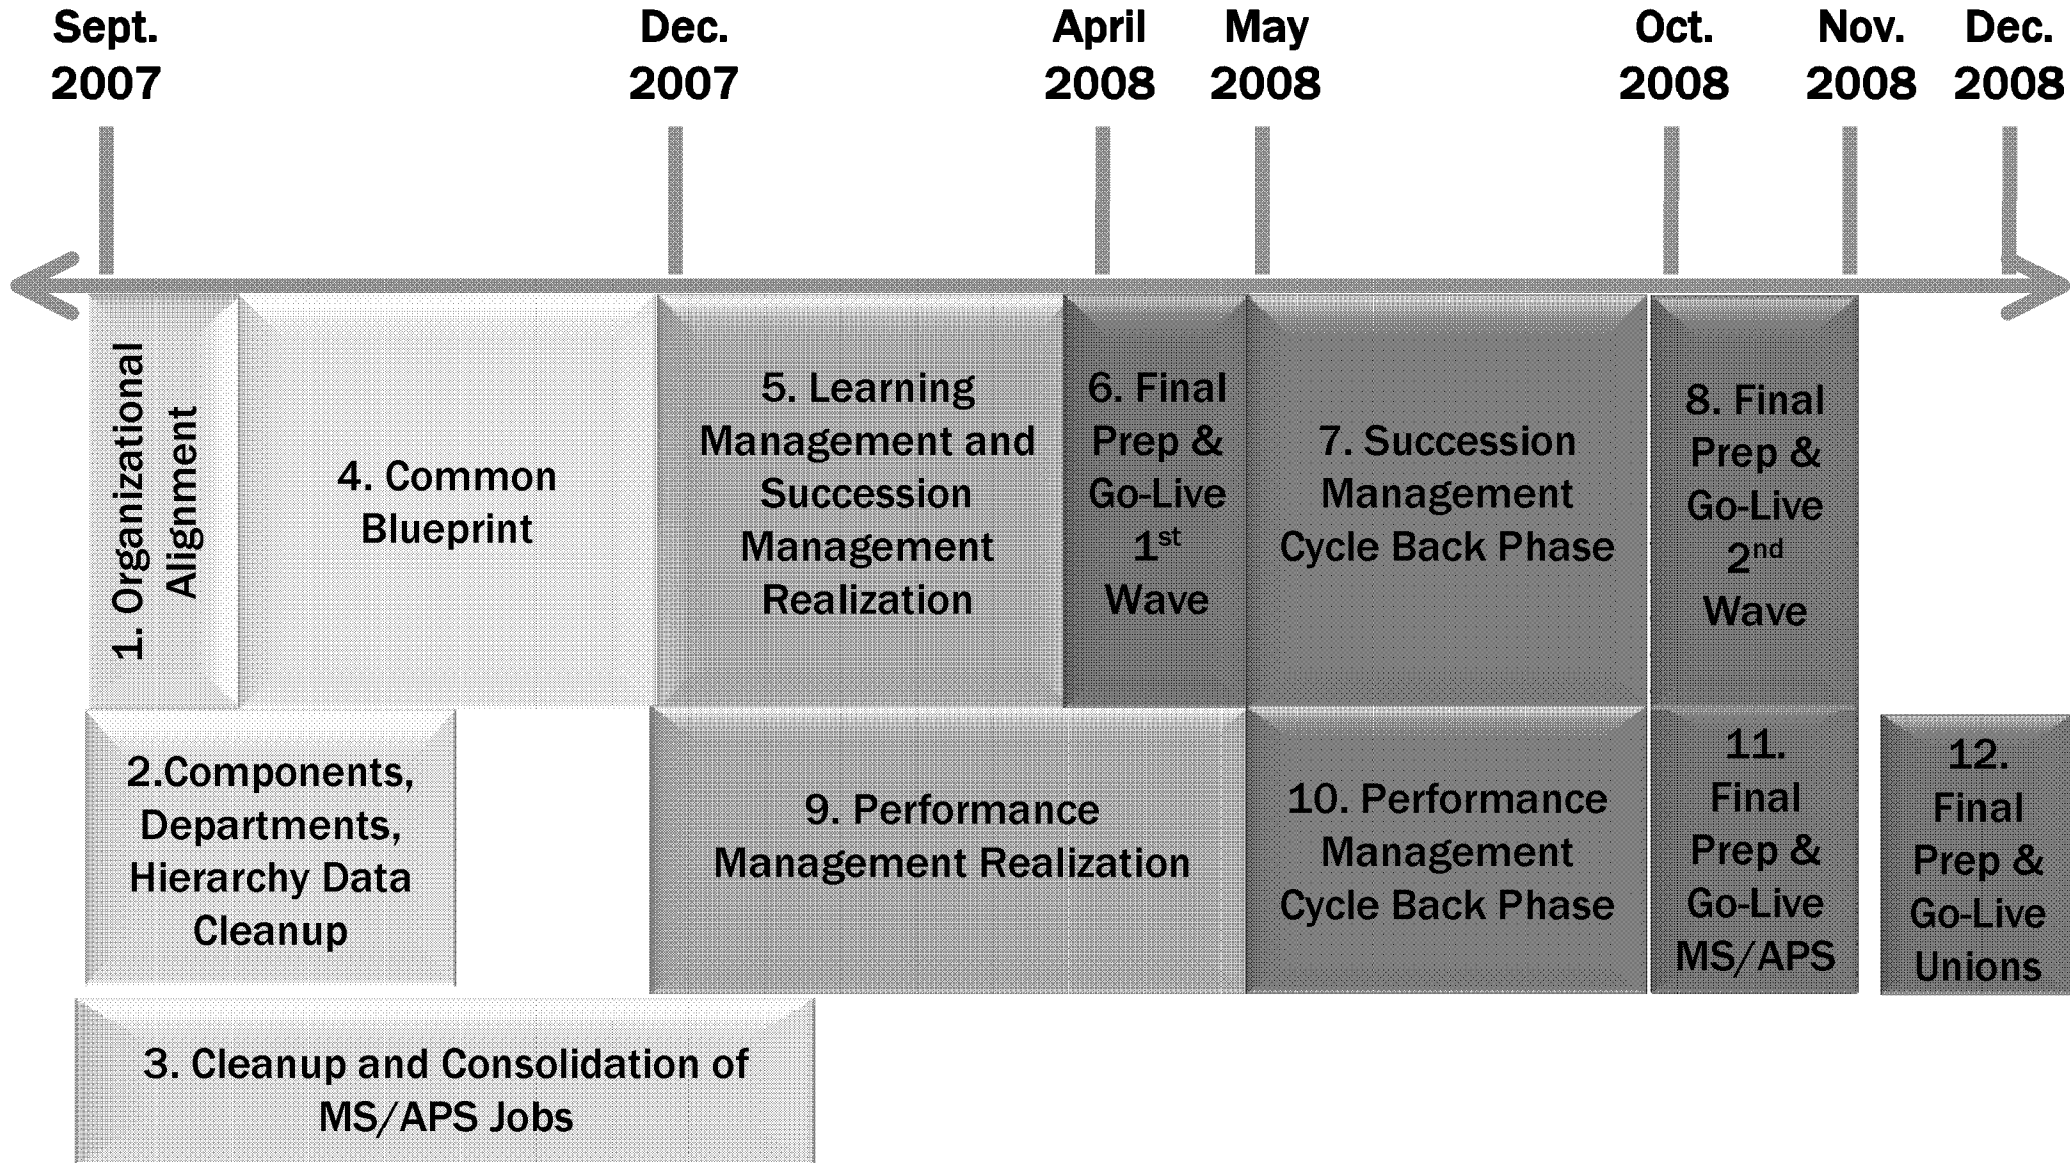 Sept.
2007
Dec.
2007
April
2008
May
2008
Oct.
2008
Nov.
2008
Dec.
2008
1. Organizational
Alignment
4. Common
Blueprint
5. Learning
Management and
Succession
Management
Realization
6. Final
Prep &
Go-Live
1st
Wave
7. Succession
Management
Cycle Back Phase
8. Final
Prep &
Go-Live
2nd
Wave
2.Components,
Departments,
Hierarchy Data
Cleanup
9. Performance
Management Realization
10. Performance
Management
Cycle Back Phase
11.
Final
Prep &
Go-Live
MS/APS
12.
Final
Prep &
Go-Live
Unions
3. Cleanup and Consolidation of
MS/APS Jobs